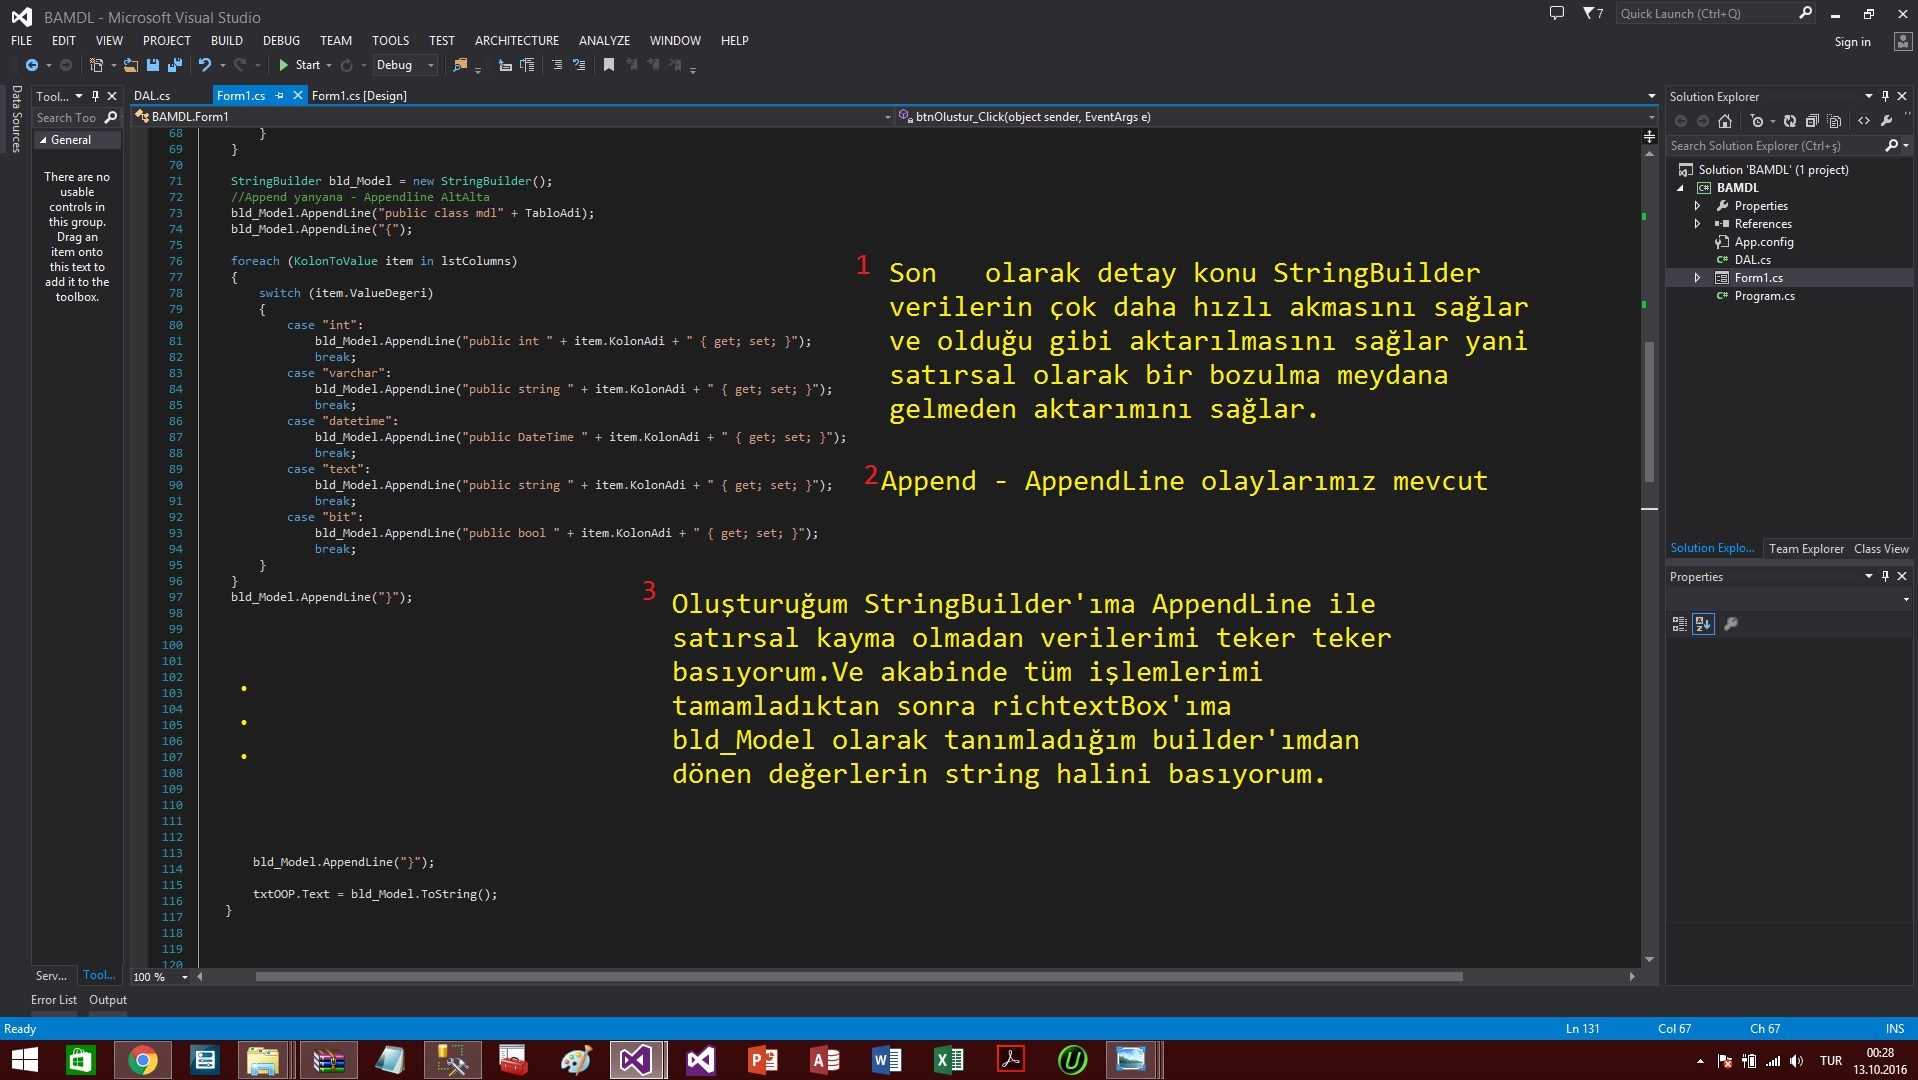 BAMDL - Microsoft Visual Studio
7
Quick Launch (Ctrl+Q)
FILE EDIT VIEW PROJECT BUILD DEBUG TEAM TOOLS TEST ARCHITECTURE ANALYZE WINDOW HELP
Sign in
Start
Debug
Data Sources
Tool...
Search Too
General
There are no
usable
controls in
this group.
Drag an
item onto
this text to
add it to the
toolbox.
Serv... Tool...
DAL.cs Form1.cs Form1.cs [Design]
BAMDL.Form1 btnOlustur_Click(object sender, EventArgs e)
68 }
69 }
70
71 StringBuilder bld_Model = new StringBuilder();
72 //Append yanyana - Appendline AltAlta
73 bld_Model.AppendLine("public class mdl" + TabloAdi);
74 bld_Model.AppendLine("{");
75
76 foreach (KolonToValue item in lstColumns)
77 {
78 switch (item.ValueDegeri)
79 {
80 case "int":
81 bld_Model.AppendLine("public int " + item.KolonAdi + " { get; set; }");
82 break;
83 case "varchar":
84 bld_Model.AppendLine("public string " + item.KolonAdi + " { get; set; }");
85 break;
86 case "datetime":
87 bld_Model.AppendLine("public DateTime " + item.KolonAdi + " { get; set; }");
88 break;
89 case "text":
90 bld_Model.AppendLine("public string " + item.KolonAdi + " { get; set; }");
91 break;
92 case "bit":
93 bld_Model.AppendLine("public bool " + item.KolonAdi + " { get; set; }");
94 break;
95 }
96 }
97 bld_Model.AppendLine("}");
98
99
100
101
102
103
104
105
106
107
108
109
110
111
112
113
bld_Model.AppendLine("}");
114
115
txtOOP.Text = bld_Model.ToString();
116
117 }
118
119
120
1 Son olarak detay konu StringBuilder
verilerin çok daha hızlı akmasını sağlar
ve olduğu gibi aktarılmasını sağlar yani
satırsal olarak bir bozulma meydana
gelmeden aktarımını sağlar.
2 Append - AppendLine olaylarımız mevcut
3 Oluşturuğum StringBuilder'ıma AppendLine ile
satırsal kayma olmadan verilerimi teker teker
basıyorum.Ve akabinde tüm işlemlerimi
tamamladıktan sonra richtextBox'ıma
bld_Model olarak tanımladığım builder'ımdan
dönen değerlerin string halini basıyorum.
100 %
Solution Explorer
Search Solution Explorer (Ctrl+ş)
Solution 'BAMDL' (1 project)
BAMDL
Properties
References
App.config
DAL.cs
Form1.cs
Program.cs
Solution Explo... Team Explorer Class View
Properties
Error List Output
Ready
Ln 131 Col 67 Ch 67 INS
TUR
00:28
13.10.2016